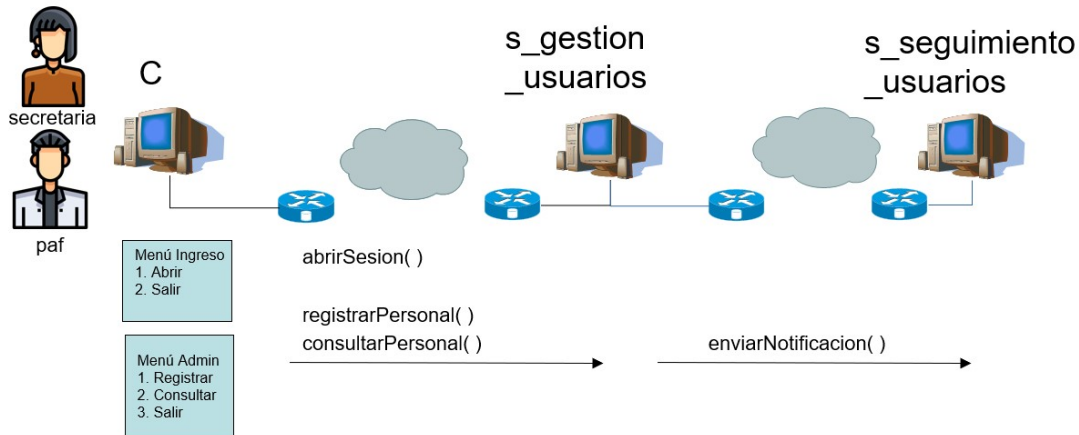 secretaria
paf
C
s_gestion
_usuarios
s_seguimiento
_usuarios
Menú Ingreso
1. Abrir
2. Salir
Menú Admin
1. Registrar
2. Consultar
3. Salir
abrirSesion( )
registrarPersonal( )
consultarPersonal( )
enviarNotificacion( )